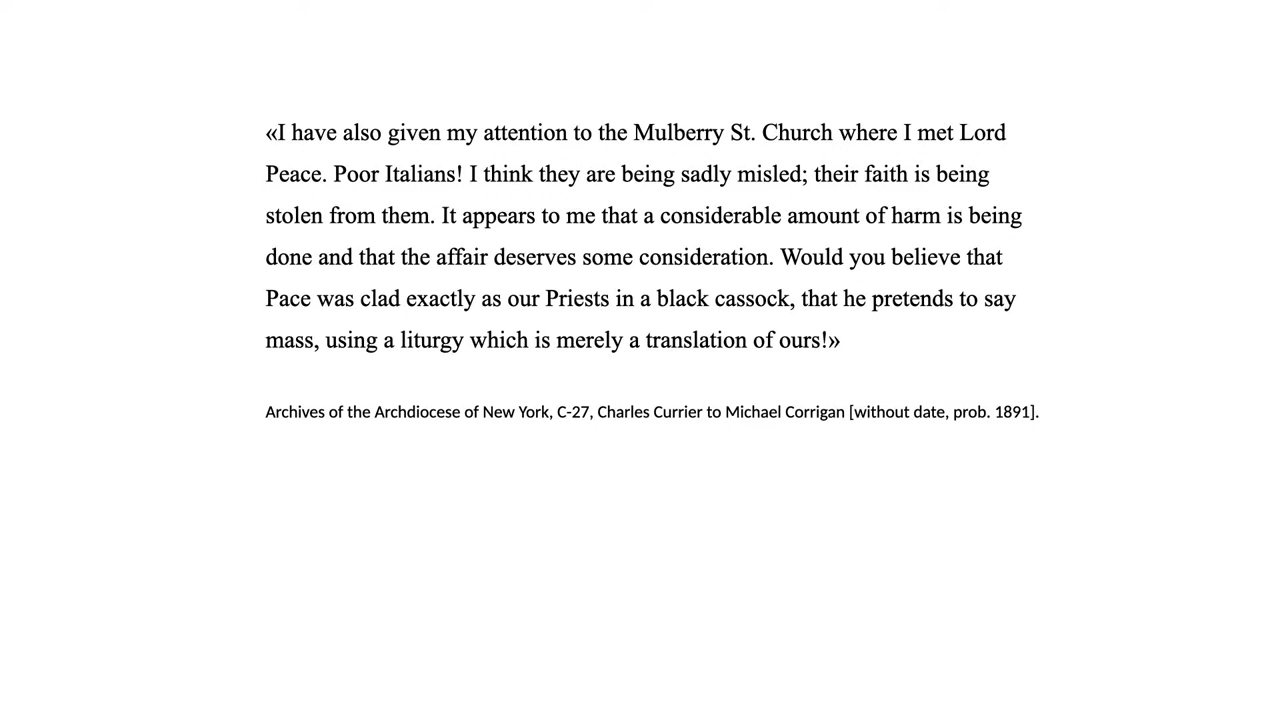 «I have also given my attention to the Mulberry St. Church where I met Lord
Peace. Poor Italians! I think they are being sadly misled; their faith is being
stolen from them. It appears to me that a considerable amount of harm is being
done and that the affair deserves some consideration. Would you believe that
Pace was clad exactly as our Priests in a black cassock, that he pretends to say
mass, using a liturgy which is merely a translation of ours!»
Archives of the Archdiocese of New York, C-27, Charles Currier to Michael Corrigan [without date, prob. 1891].